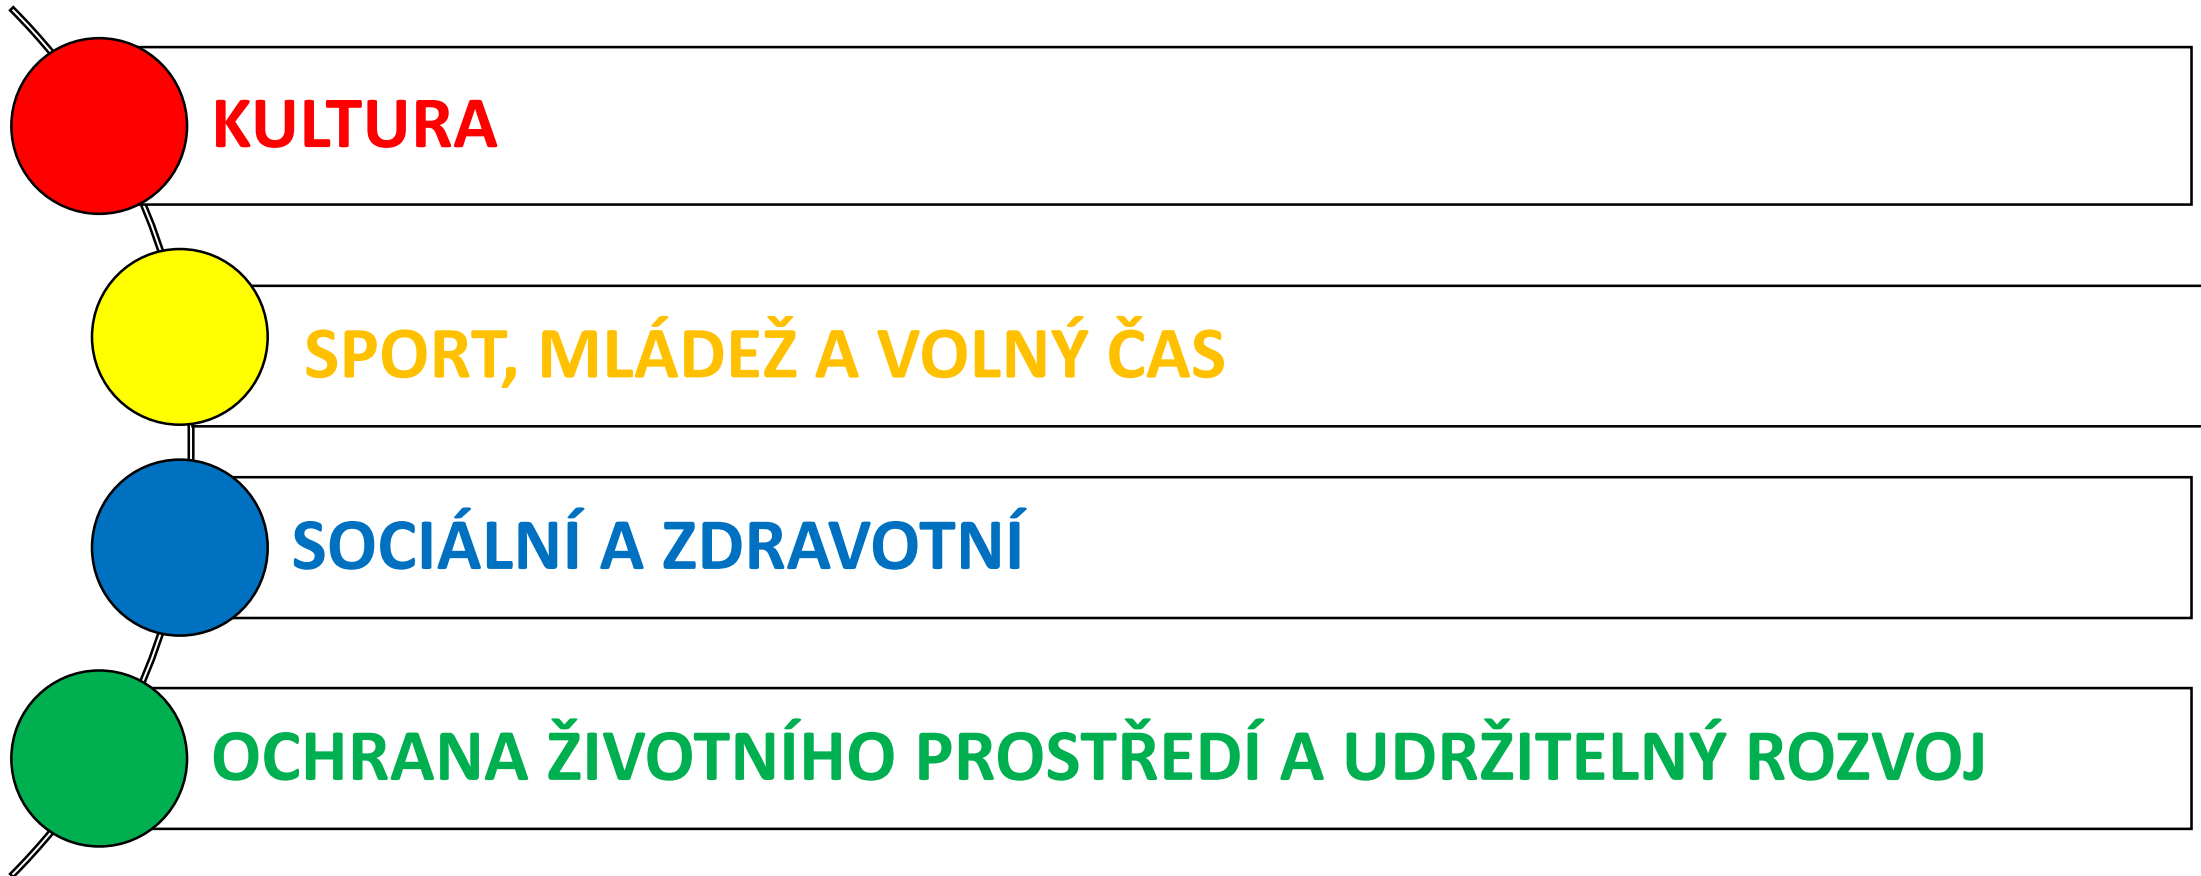 KULTURA
SPORT, MLÁDEŽ A VOLNÝ ČAS
SOCIÁLNÍ A ZDRAVOTNÍ
OCHRANA ŽIVOTNÍHO PROSTŘEDÍ A UDRŽITELNÝ ROZVOJ